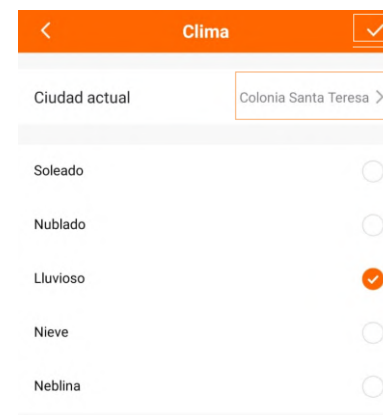 Clima
Ciudad actual Colonia Santa Teresa
Soleado
Nublado
Lluvioso
Nieve
Neblina